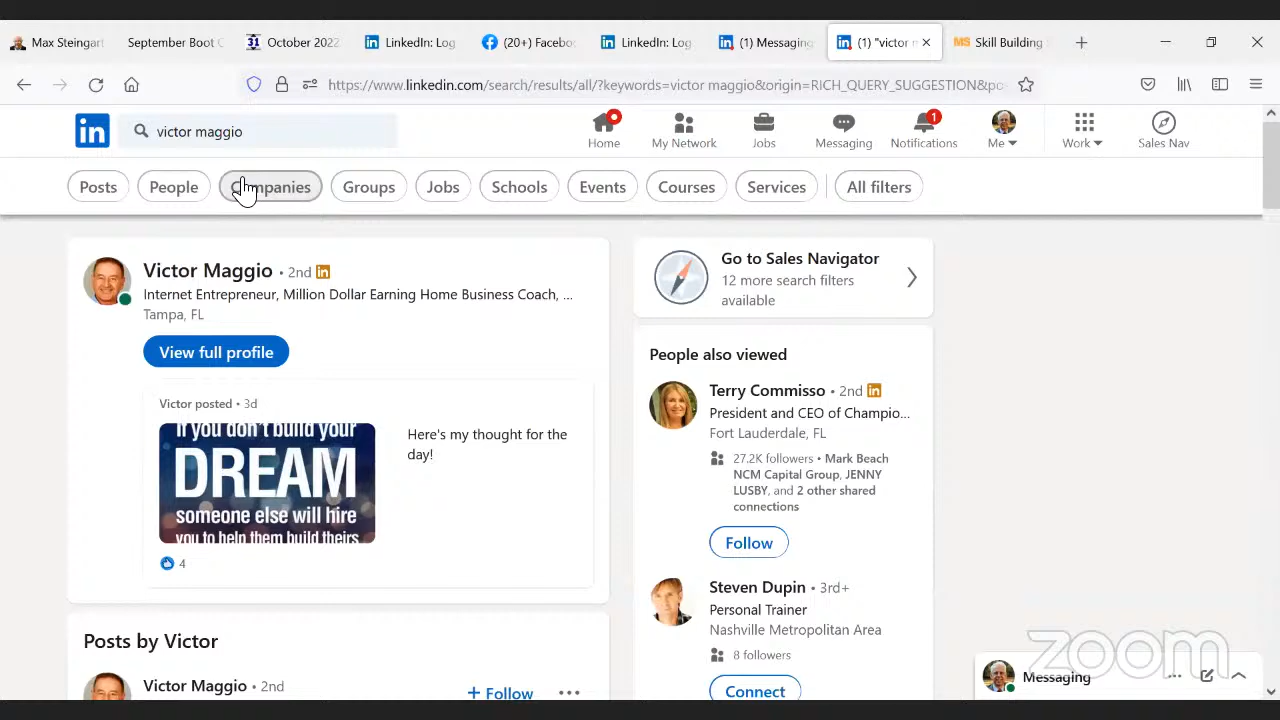 Max Steingart
September Boot C
31
October 2022
LinkedIn: Log
(20+) Facebo
LinkedIn: Log
(1) Messaging
(1) "victor m
MS
Skill Building
https://www.linkedin.com/search/results/all/?keywords=victor maggio&origin=RICH_QUERY_SUGGESTION&po
in
victor maggio
Home
My Network
Jobs
Messaging
1
Notifications
Me
Work
Sales Nav
Posts
People
Companies
Groups
Jobs
Schools
Events
Courses
Services
All filters
Victor Maggio • 2nd in
Internet Entrepreneur, Million Dollar Earning Home Business Coach, ...
Tampa, FL
View full profile
Victor posted • 3d
If you don't build your
DREAM
someone else will hire
you to help them build theirs
Here's my thought for the
day!
4
Posts by Victor
Victor Maggio • 2nd
+ Follow
Go to Sales Navigator
12 more search filters
available
People also viewed
Terry Commisso • 2nd in
President and CEO of Champio...
Fort Lauderdale, FL
27.2K followers • Mark Beach
NCM Capital Group, JENNY
LUSBY, and 2 other shared
connections
Follow
Steven Dupin • 3rd+
Personal Trainer
Nashville Metropolitan Area
8 followers
Connect
Messaging
zoom